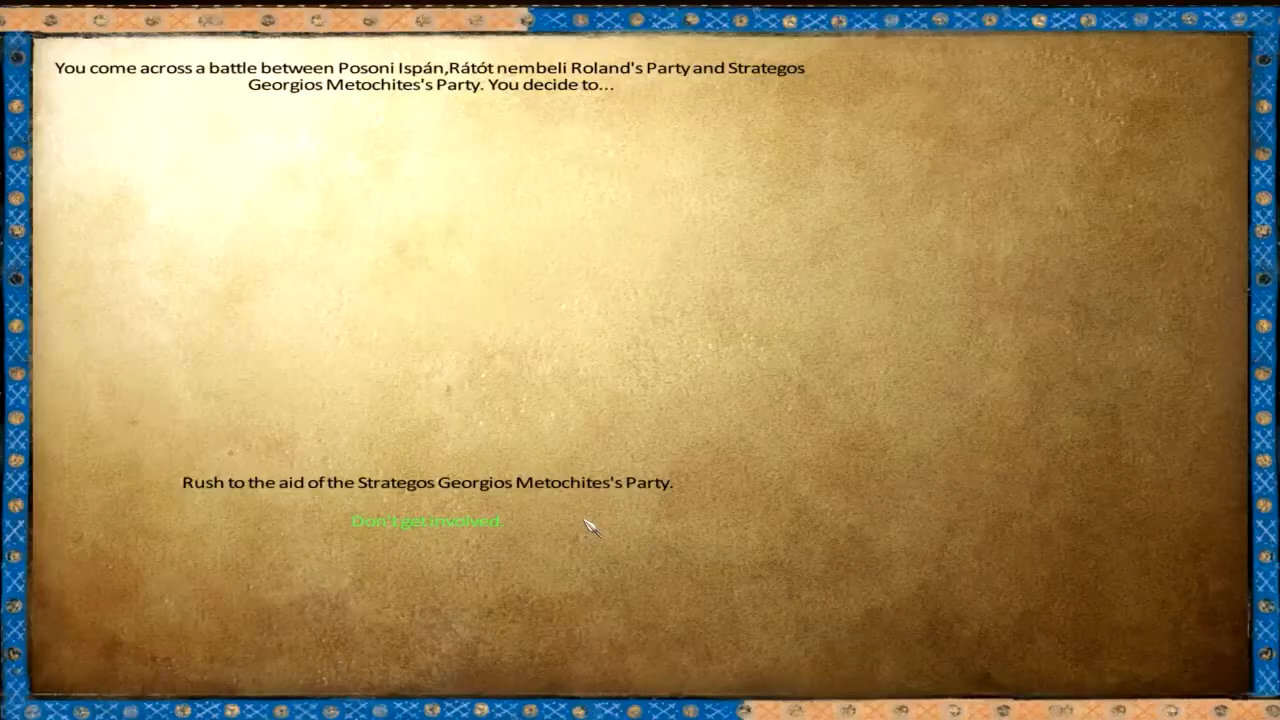 You come across a battle between Posoni Ispán,Rátót nembeli Roland's Party and Strategos
Georgios Metochites's Party. You decide to...
Rush to the aid of the Strategos Georgios Metochites's Party.
Don't get involved.